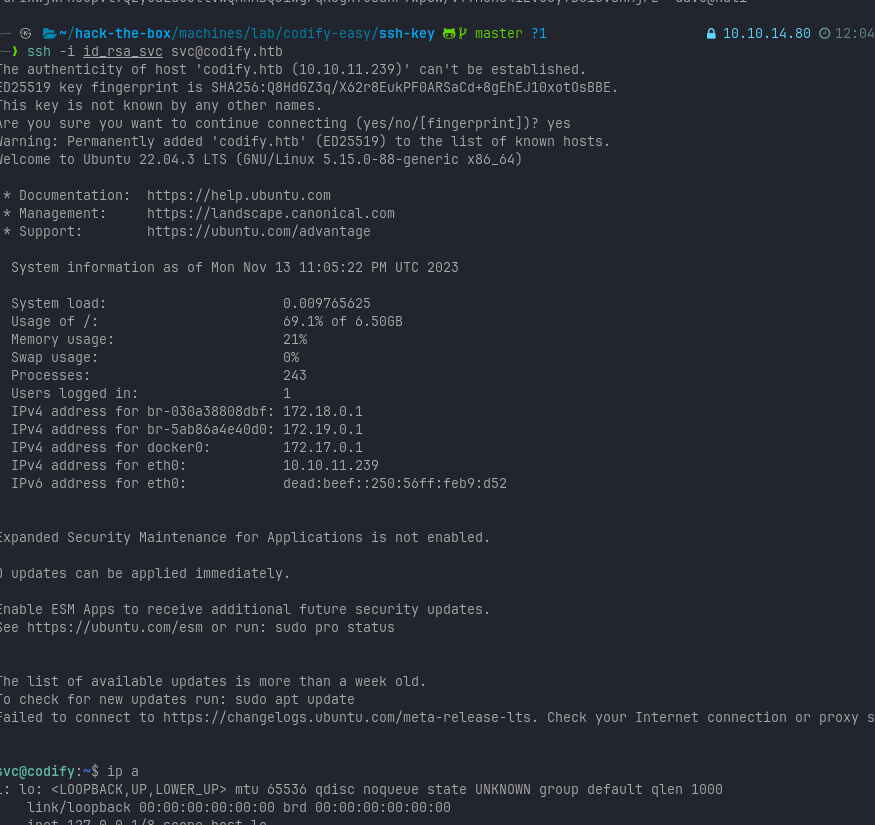 ~/hack-the-box/machines/lab/codify-easy/ssh-key master ?1 10.10.14.80 12:04
ssh -i id_rsa_svc svc@codify.htb
The authenticity of host 'codify.htb (10.10.11.239)' can't be established.
ED25519 key fingerprint is SHA256:Q8HdGZ3q/X62r8EukPF0ARSaCd+8gEhEJ10xotOsBBE.
This key is not known by any other names.
Are you sure you want to continue connecting (yes/no/[fingerprint])? yes
Warning: Permanently added 'codify.htb' (ED25519) to the list of known hosts.
Welcome to Ubuntu 22.04.3 LTS (GNU/Linux 5.15.0-88-generic x86_64)
* Documentation: https://help.ubuntu.com
* Management: https://landscape.canonical.com
* Support: https://ubuntu.com/advantage
System information as of Mon Nov 13 11:05:22 PM UTC 2023
System load: 0.009765625
Usage of /: 69.1% of 6.50GB
Memory usage: 21%
Swap usage: 0%
Processes: 243
Users logged in: 1
IPv4 address for br-030a38808dbf: 172.18.0.1
IPv4 address for br-5ab86a4e40d0: 172.19.0.1
IPv4 address for docker0: 172.17.0.1
IPv4 address for eth0: 10.10.11.239
IPv6 address for eth0: dead:beef::250:56ff:feb9:d52
Expanded Security Maintenance for Applications is not enabled.
0 updates can be applied immediately.
Enable ESM Apps to receive additional future security updates.
See https://ubuntu.com/esm or run: sudo pro status
The list of available updates is more than a week old.
To check for new updates run: sudo apt update
Failed to connect to https://changelogs.ubuntu.com/meta-release-lts. Check your Internet connection or proxy s
svc@codify:~$ ip a
1: lo: <LOOPBACK,UP,LOWER_UP> mtu 65536 qdisc noqueue state UNKNOWN group default qlen 1000
link/loopback 00:00:00:00:00:00 brd 00:00:00:00:00:00
inet 127.0.0.1/8 scope host lo